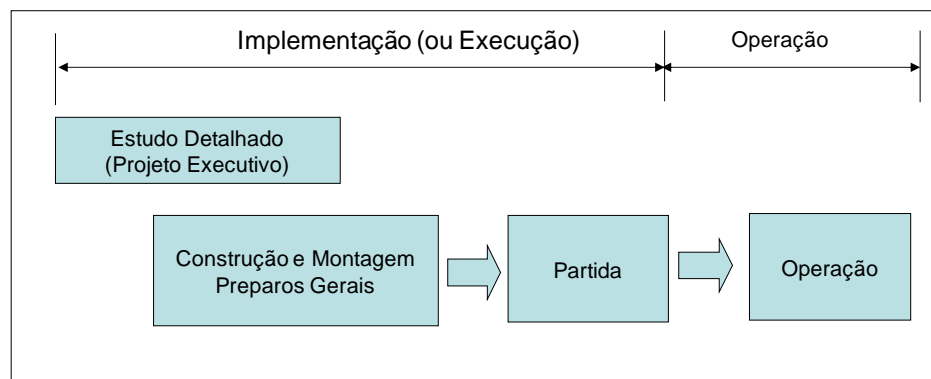 Implementação (ou Execução)
Operação
Estudo Detalhado
(Projeto Executivo)
Construção e Montagem
Preparos Gerais
Partida
Operação